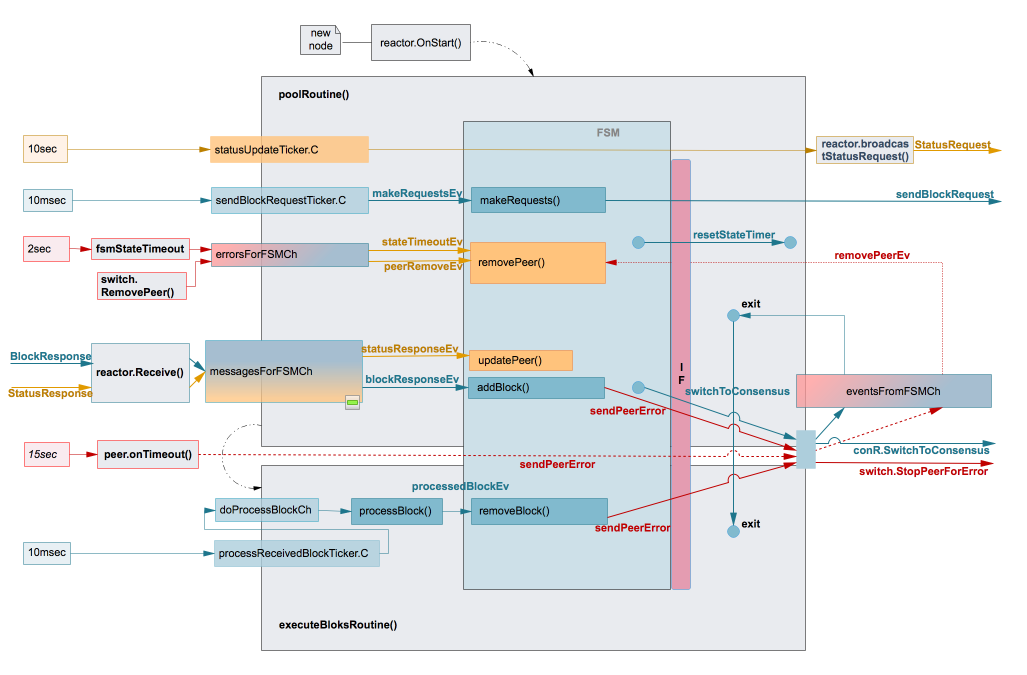 new
node
reactor.OnStart()
poolRoutine()
FSM
10sec
statusUpdateTicker.C
reactor.broadcas
tStatusRequest()
StatusRequest
10msec
sendBlockRequestTicker.C
makeRequestsEv
makeRequests()
sendBlockRequest
2sec
fsmStateTimeout
errorsForFSMCh
stateTimeoutEv
peerRemoveEv
removePeer()
resetStateTimer
removePeerEv
switch.
RemovePeer()
exit
BlockResponse
StatusResponse
reactor.Receive()
messagesForFSMCh
statusResponseEv
updatePeer()
blockResponseEv
addBlock()
I
F
switchToConsensus
eventsFromFSMCh
sendPeerError
15sec
peer.onTimeout()
sendPeerError
conR.SwitchToConsensus
switch.StopPeerForError
processedBlockEv
doProcessBlockCh
processBlock()
removeBlock()
sendPeerError
exit
10msec
processReceivedBlockTicker.C
executeBloksRoutine()